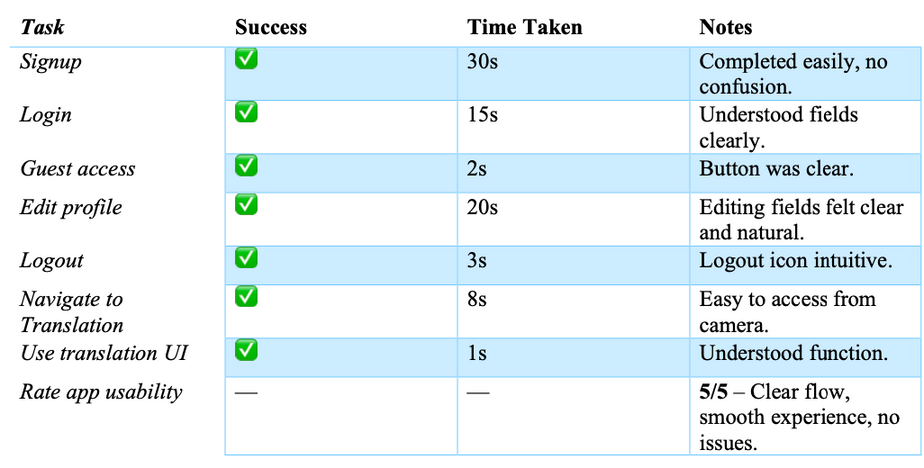 Task Success Time Taken Notes
Signup ✅ 30s Completed easily, no
confusion.
Login ✅ 15s Understood fields
clearly.
Guest access ✅ 2s Button was clear.
Edit profile ✅ 20s Editing fields felt clear
and natural.
Logout ✅ 3s Logout icon intuitive.
Navigate to ✅ 8s Easy to access from
Translation camera.
Use translation UI ✅ 1s Understood function.
Rate app usability — — 5/5 – Clear flow,
smooth experience, no
issues.